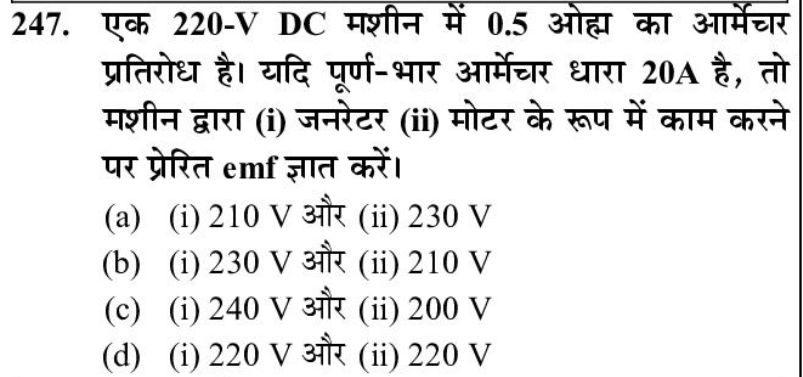 247. एक 220-V DC मशीन में 0.5 ओह्म का आर्मेचर
प्रतिरोध है। यदि पूर्ण-भार आर्मेचर धारा 20A है, तो
मशीन द्वारा (i) जनरेटर (ii) मोटर के रूप में काम करने
पर प्रेरित emf ज्ञात करें।
(a) (i) 210 V और (ii) 230 V
(b) (i) 230 V और (ii) 210 V
(c) (i) 240 V और (ii) 200 V
(d) (i) 220 V और (ii) 220 V